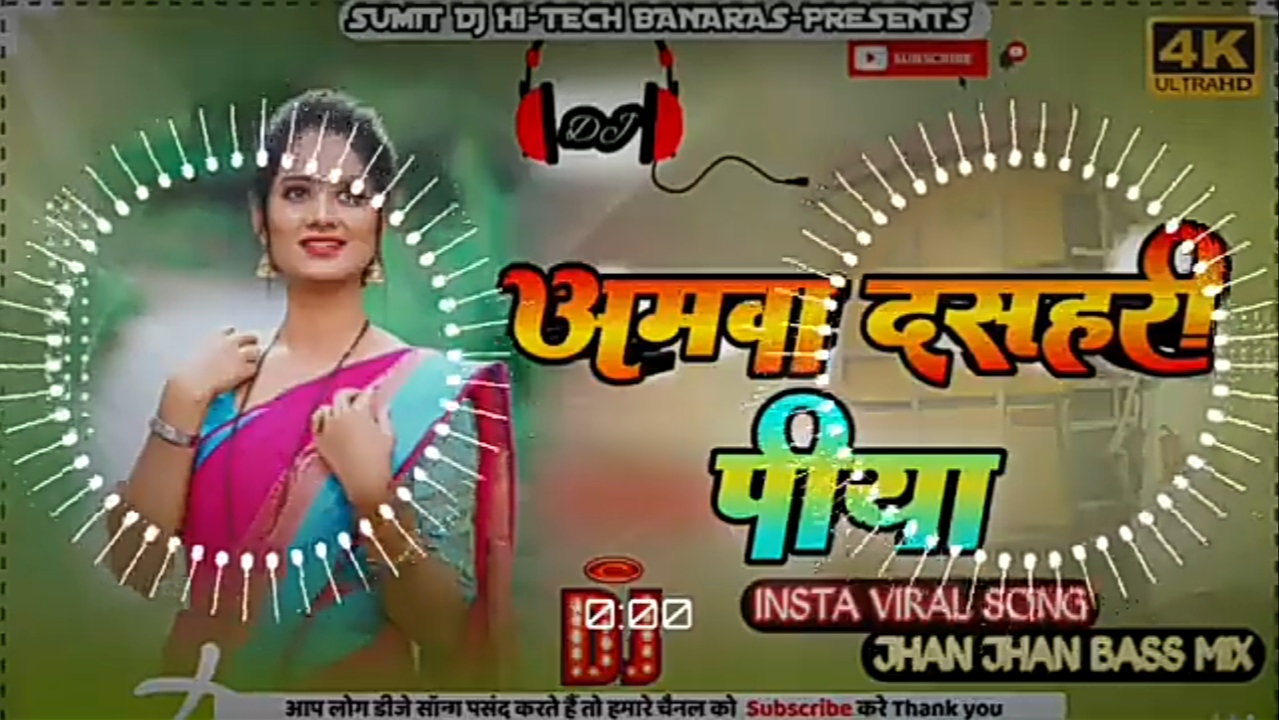 SUMIT DJ HI-TECH BANARAS-PRESENTS
SUBSCRIBE
4K
ULTRAHD
DJ
अमवा दसहरी
पीया
DJ
0:00
INSTA VIRAL SONG
JHAN JHAN BASS MIX
आप लोग डीजे सॉन्ग पसंद करते हैं तो हमारे चैनल को Subscribe करे Thank you